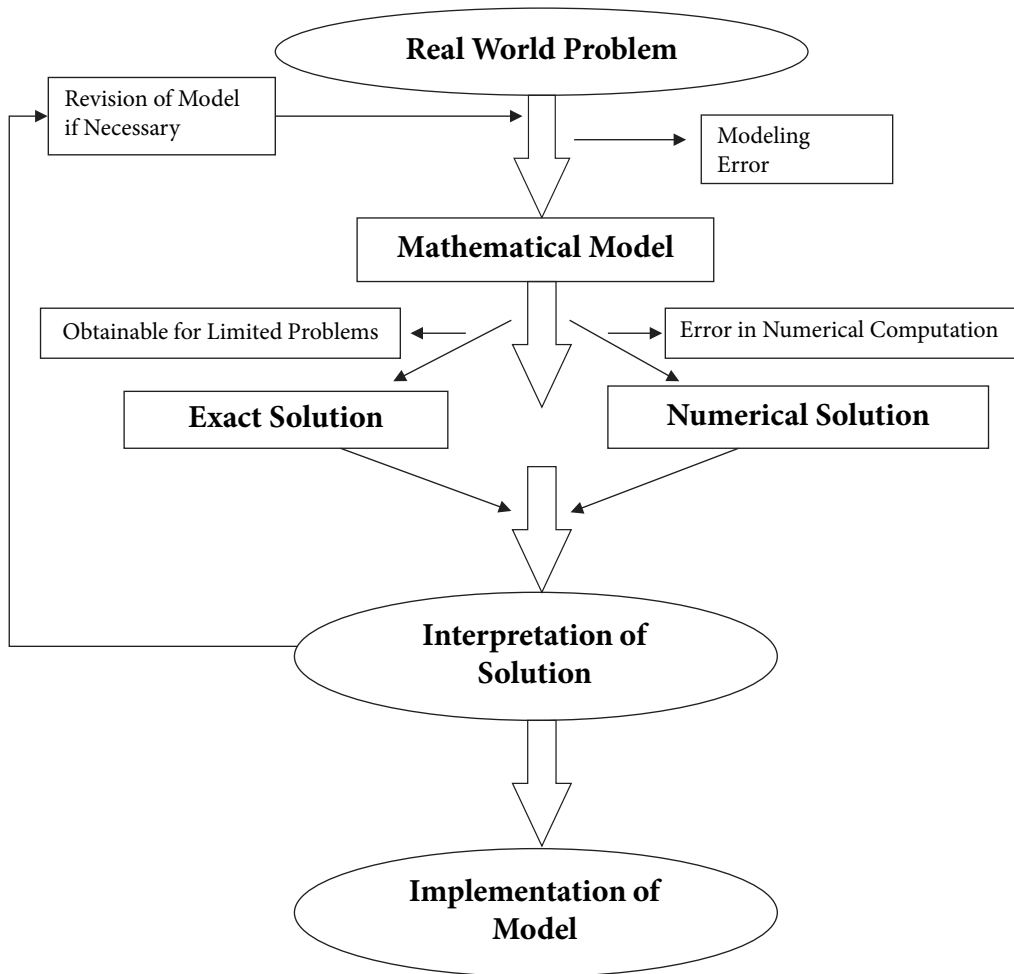 Real World Problem
Revision of Model
if Necessary
Modeling
Error
Mathematical Model
Obtainable for Limited Problems
Error in Numerical Computation
Exact Solution
Numerical Solution
Interpretation of
Solution
Implementation of
Model